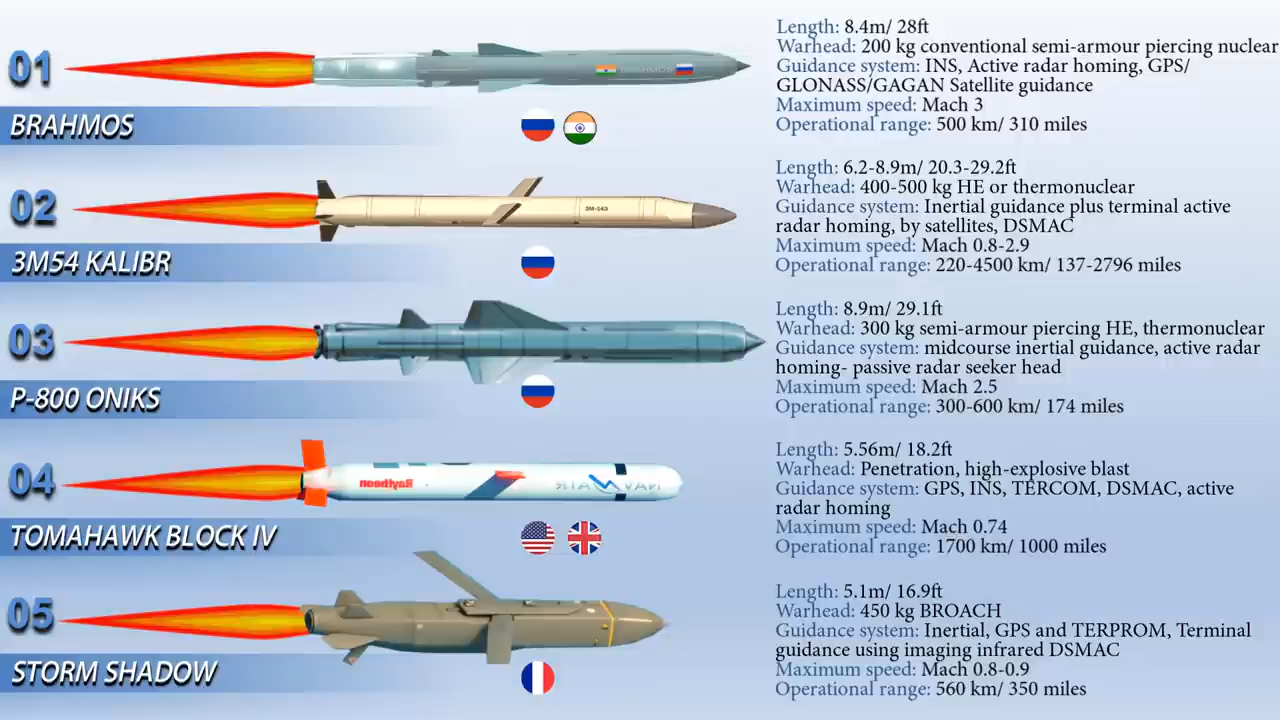 01
BRAHMOS
BRAHMOS
Length: 8.4m/ 28ft
Warhead: 200 kg conventional semi-armour piercing nuclear
Guidance system: INS, Active radar homing, GPS/
GLONASS/GAGAN Satellite guidance
Maximum speed: Mach 3
Operational range: 500 km/ 310 miles
02
3M-54Э
3M54 KALIBR
Length: 6.2-8.9m/ 20.3-29.2ft
Warhead: 400-500 kg HE or thermonuclear
Guidance system: Inertial guidance plus terminal active
radar homing, by satellites, DSMAC
Maximum speed: Mach 0.8-2.9
Operational range: 220-4500 km/ 137-2796 miles
03
P-800 ONIKS
Length: 8.9m/ 29.1ft
Warhead: 300 kg semi-armour piercing HE, thermonuclear
Guidance system: midcourse inertial guidance, active radar
homing- passive radar seeker head
Maximum speed: Mach 2.5
Operational range: 300-600 km/ 174 miles
04
Raytheon
NAV AIR
TOMAHAWK BLOCK IV
Length: 5.56m/ 18.2ft
Warhead: Penetration, high-explosive blast
Guidance system: GPS, INS, TERCOM, DSMAC, active
radar homing
Maximum speed: Mach 0.74
Operational range: 1700 km/ 1000 miles
05
STORM SHADOW
Length: 5.1m/ 16.9ft
Warhead: 450 kg BROACH
Guidance system: Inertial, GPS and TERPROM, Terminal
guidance using imaging infrared DSMAC
Maximum speed: Mach 0.8-0.9
Operational range: 560 km/ 350 miles